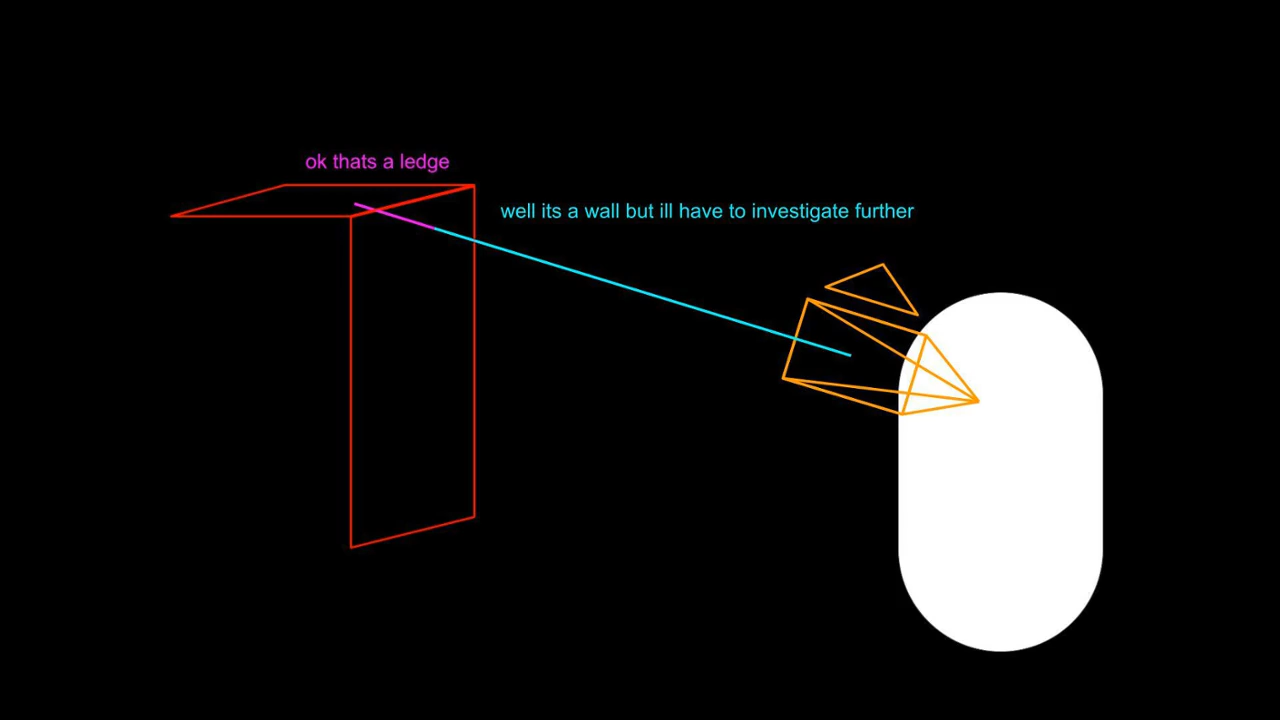 ok thats a ledge
well its a wall but ill have to investigate further